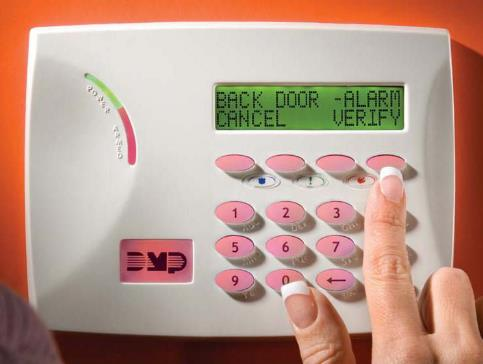 BACK DOOR -ALARM
CANCEL VERIFY
POWER ARMED
1 2 3
5 6 7
9 0 ←
DMP